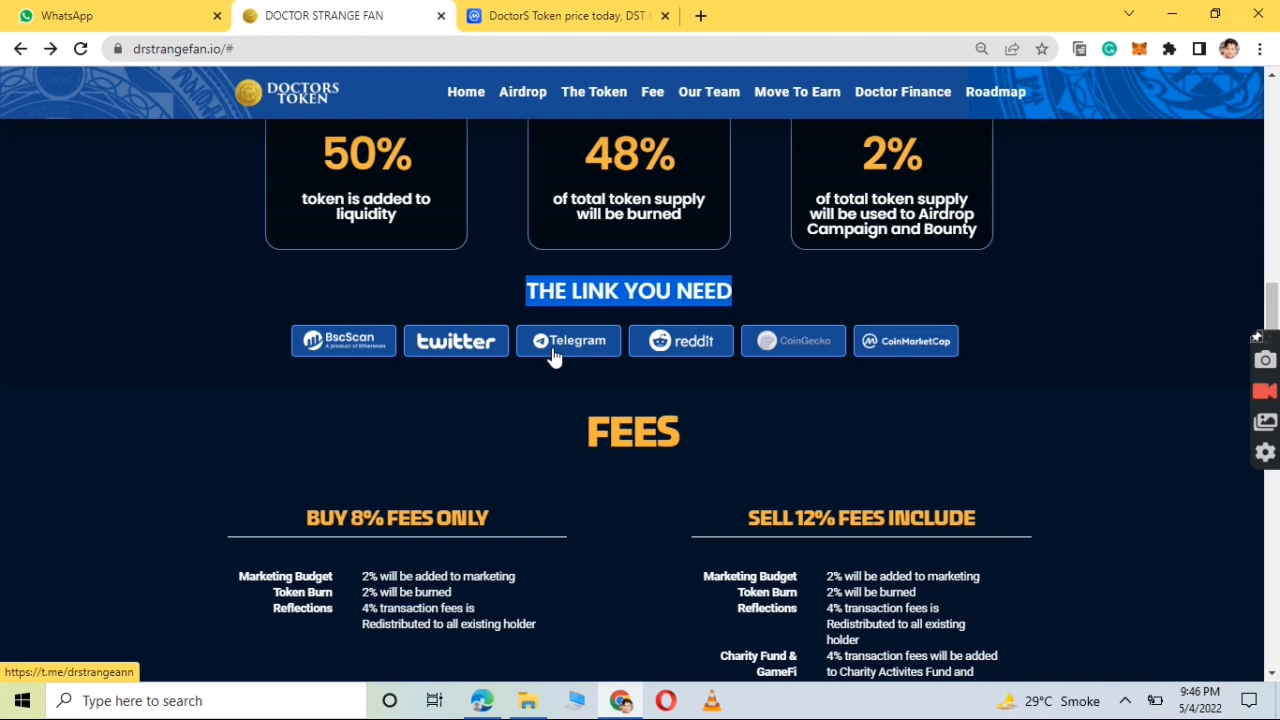 WhatsApp
DOCTOR STRANGE FAN
DoctorS Token price today, DST t
drstrangefan.io/#
DOCTORS
TOKEN
Home Airdrop The Token Fee Our Team Move To Earn Doctor Finance Roadmap
50%
token is added to
liquidity
48%
of total token supply
will be burned
2%
of total token supply
will be used to Airdrop
Campaign and Bounty
THE LINK YOU NEED
BscScan
A product of Etherscan
twitter
Telegram
reddit
CoinGecko
CoinMarketCap
FEES
BUY 8% FEES ONLY
Marketing Budget 2% will be added to marketing
Token Burn 2% will be burned
Reflections 4% transaction fees is
Redistributed to all existing holder
SELL 12% FEES INCLUDE
Marketing Budget 2% will be added to marketing
Token Burn 2% will be burned
Reflections 4% transaction fees is
Redistributed to all existing
holder
Charity Fund & 4% transaction fees will be added
GameFi to Charity Activites Fund and
https://t.me/drstrangeann
Type here to search
29°C Smoke
9:46 PM
5/4/2022